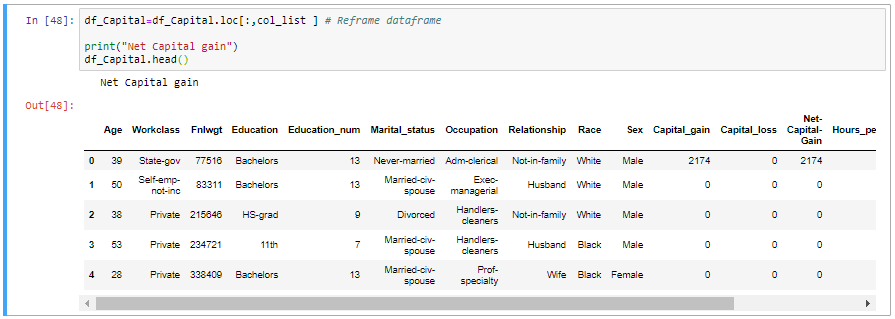 In [48]: df_Capital=df_Capital.loc[:,col_list ] # Reframe dataframe
print("Net Capital gain")
df_Capital.head()
Net Capital gain
Out[48]:
Age Workclass Fnlwgt Education Education_num Marital_status Occupation Relationship Race Sex Capital_gain Capital_loss Net-Capital-Gain Hours_pe
0 39 State-gov 77516 Bachelors 13 Never-married Adm-clerical Not-in-family White Male 2174 0 2174
1 50 Self-emp-not-inc 83311 Bachelors 13 Married-civ-spouse Exec-managerial Husband White Male 0 0 0
2 38 Private 215646 HS-grad 9 Divorced Handlers-cleaners Not-in-family White Male 0 0 0
3 53 Private 234721 11th 7 Married-civ-spouse Handlers-cleaners Husband Black Male 0 0 0
4 28 Private 338409 Bachelors 13 Married-civ-spouse Prof-specialty Wife Black Female 0 0 0